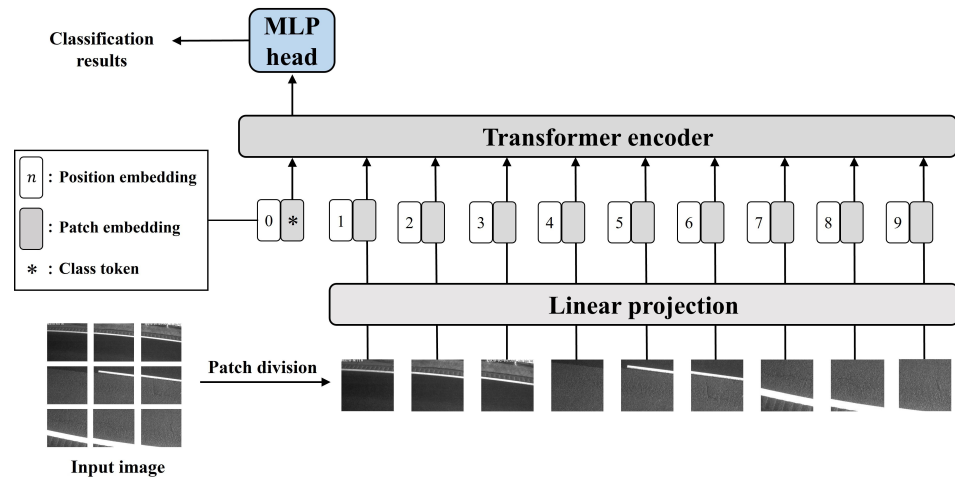 MLP
head
Classification
results
Transformer encoder
n : Position embedding
: Patch embedding
* : Class token
0 * 1 2 3 4 5 6 7 8 9
Linear projection
Patch division
Input image